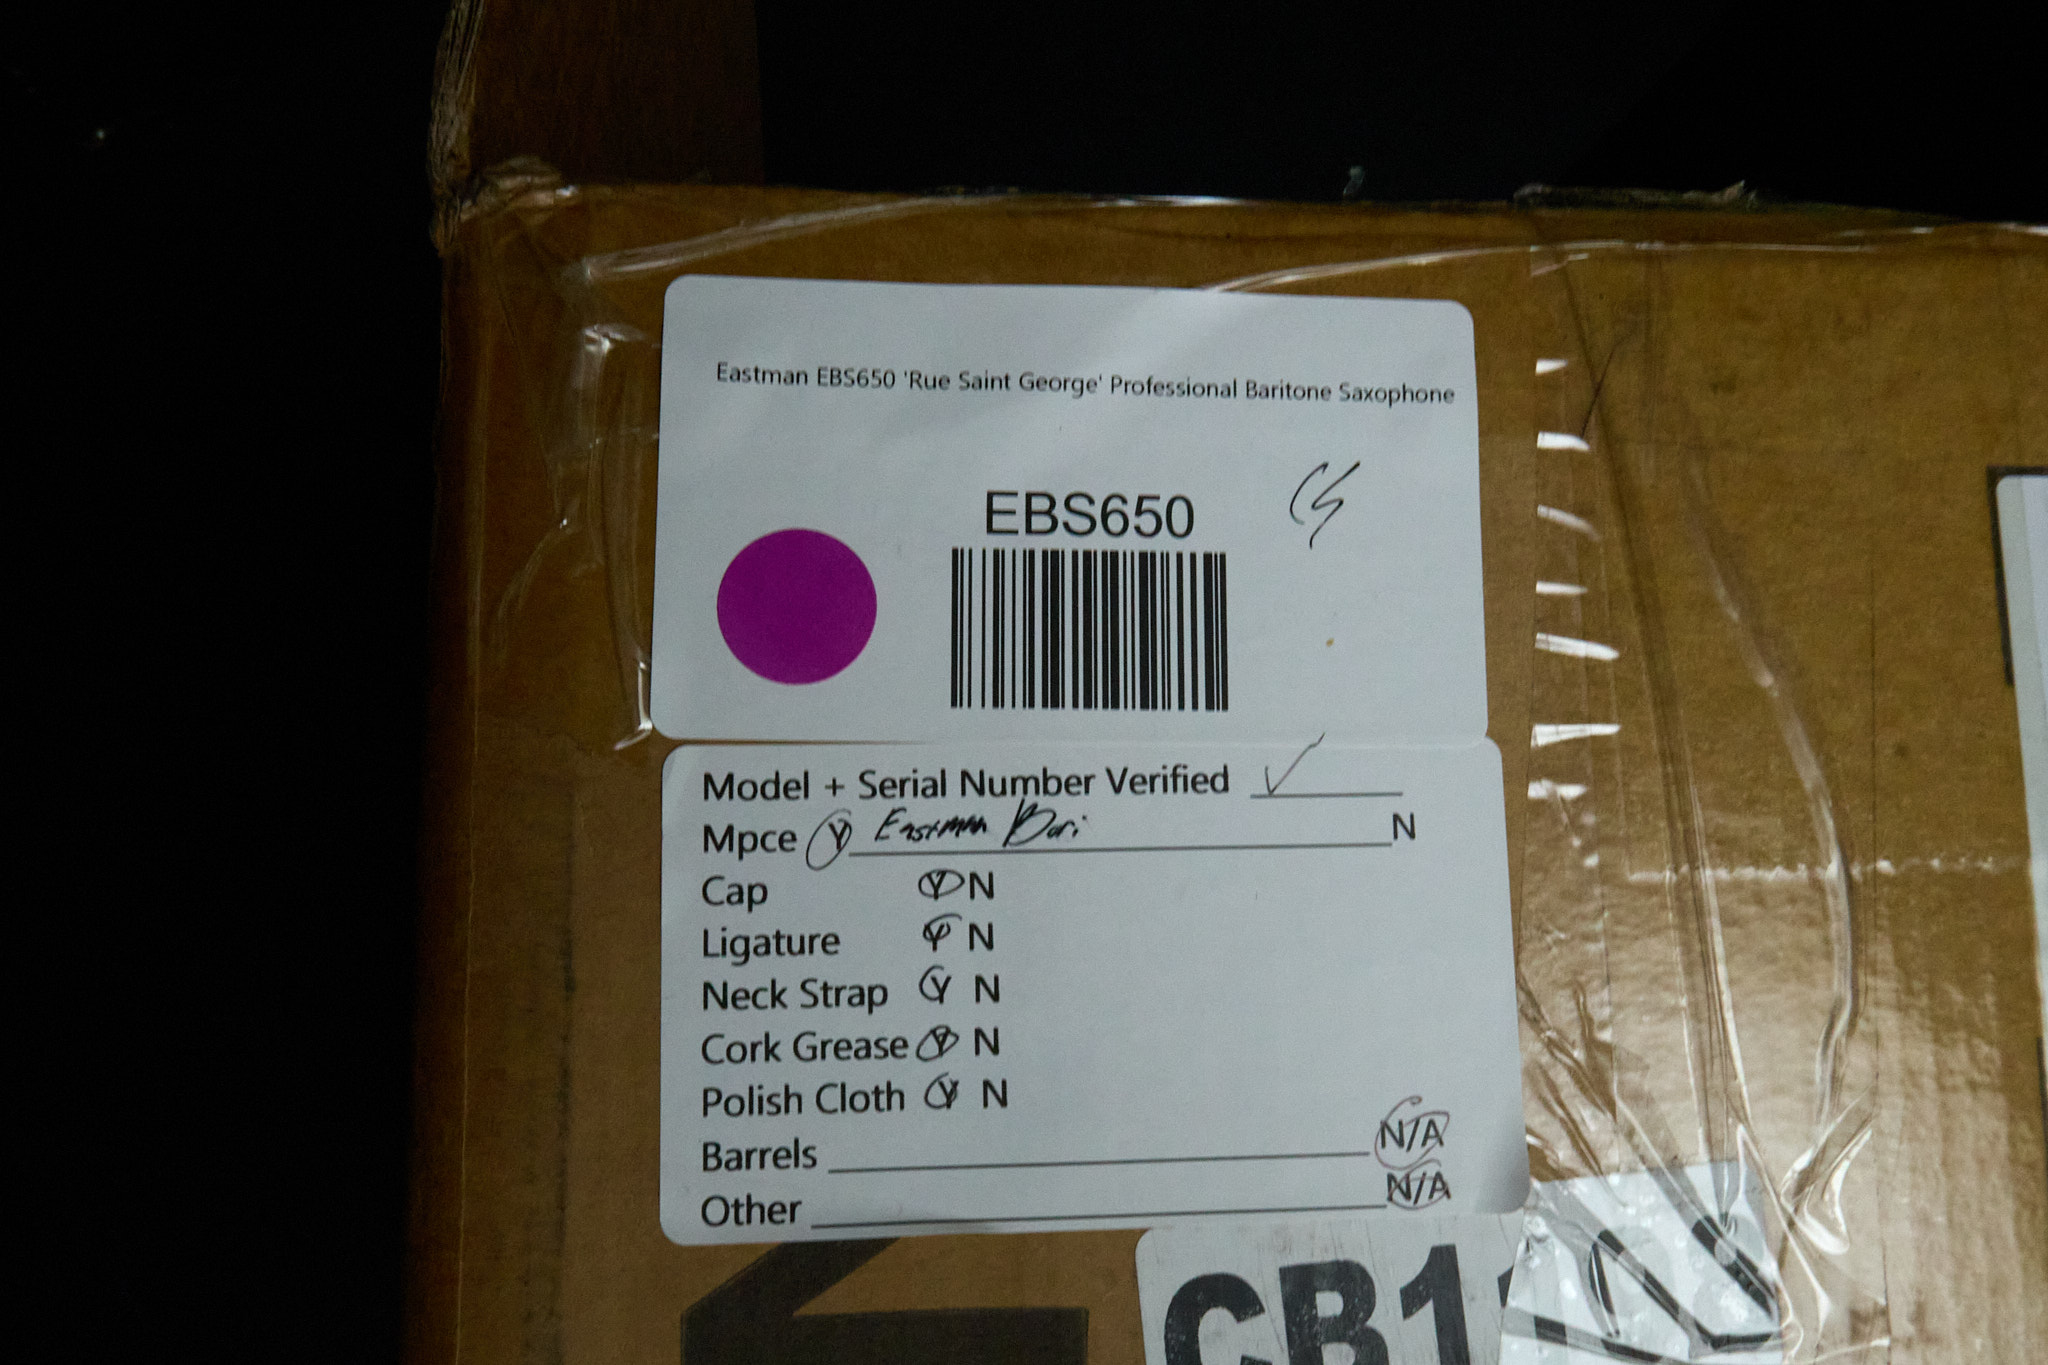 Eastman EBS650 'Rue Saint George' Professional Baritone Saxophone
EBS650
CS
Model + Serial Number Verified ✓
Mpce Y Eastman Bari N
Cap Y N
Ligature Y N
Neck Strap Y N
Cork Grease Y N
Polish Cloth Y N
Barrels N/A
Other N/A